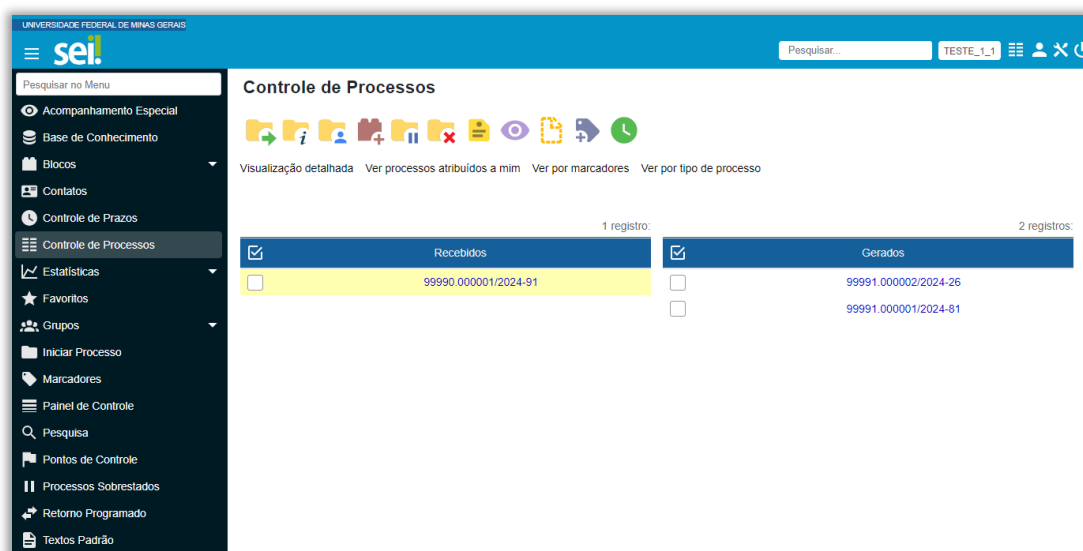 UNIVERSIDADE FEDERAL DE MINAS GERAIS
sei!
Pesquisar...
TESTE_1_1
Pesquisar no Menu
Acompanhamento Especial
Base de Conhecimento
Blocos
Contatos
Controle de Prazos
Controle de Processos
Estatísticas
Favoritos
Grupos
Iniciar Processo
Marcadores
Painel de Controle
Pesquisa
Pontos de Controle
Processos Sobrestados
Retorno Programado
Textos Padrão
Controle de Processos
Visualização detalhada Ver processos atribuídos a mim Ver por marcadores Ver por tipo de processo
1 registro:
Recebidos
99990.000001/2024-91
2 registros:
Gerados
99991.000002/2024-26
99991.000001/2024-81